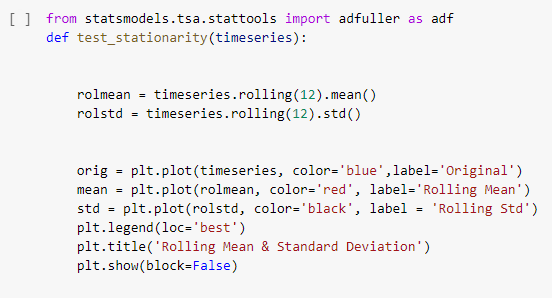 [ ] from statsmodels.tsa.stattools import adfuller as adf
def test_stationarity(timeseries):
rolmean = timeseries.rolling(12).mean()
rolstd = timeseries.rolling(12).std()
orig = plt.plot(timeseries, color='blue',label='Original')
mean = plt.plot(rolmean, color='red', label='Rolling Mean')
std = plt.plot(rolstd, color='black', label = 'Rolling Std')
plt.legend(loc='best')
plt.title('Rolling Mean & Standard Deviation')
plt.show(block=False)